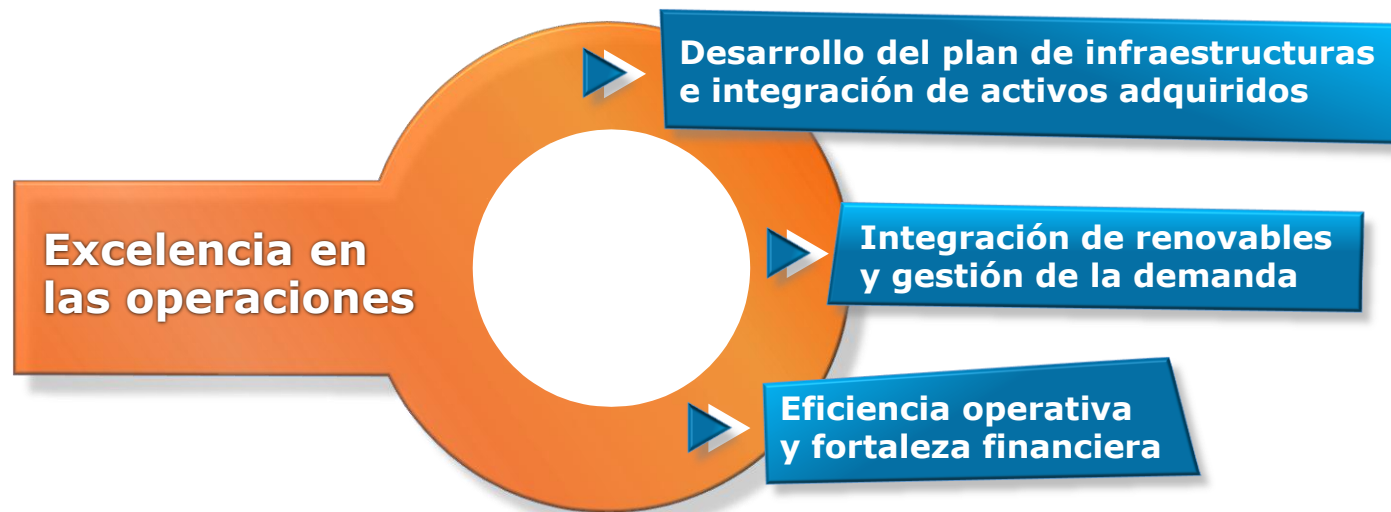 Excelencia en
las operaciones
Desarrollo del plan de infraestructuras
e integración de activos adquiridos
Integración de renovables
y gestión de la demanda
Eficiencia operativa
y fortaleza financiera